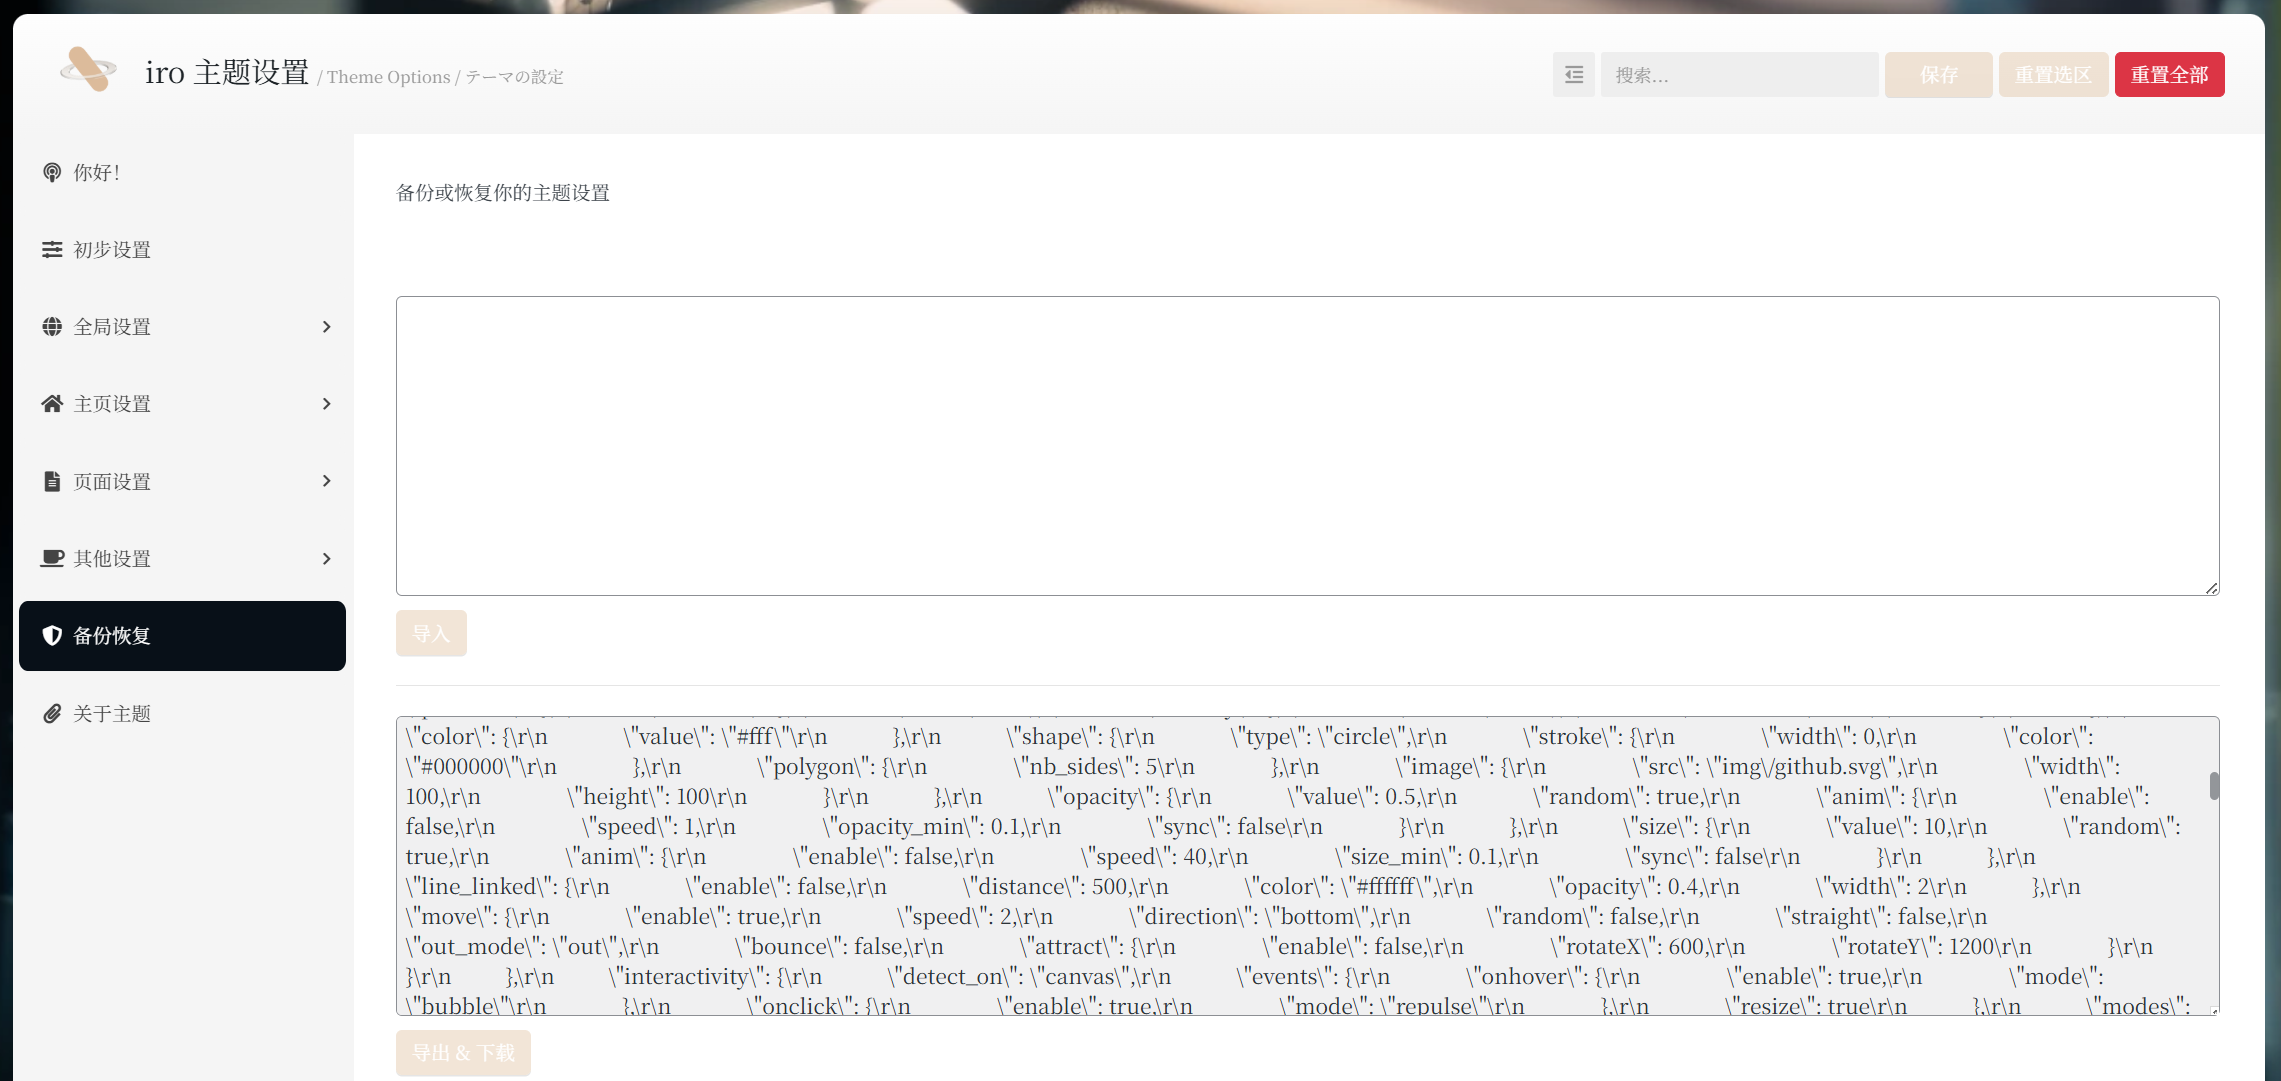 iro 主题设置 / Theme Options / テーマの設定
搜索...
保存
重置选区
重置全部
你好！
初步设置
全局设置
主页设置
页面设置
其他设置
备份恢复
关于主题
备份或恢复你的主题设置
导入
\"color\": {\r\n \"value\": \"#fff\"\r\n },\r\n \"shape\": {\r\n \"type\": \"circle\",\r\n \"stroke\": {\r\n \"width\": 0,\r\n \"color\":
\"#000000\"\r\n },\r\n \"polygon\": {\r\n \"nb_sides\": 5\r\n },\r\n \"image\": {\r\n \"src\": \"img\/github.svg\",\r\n \"width\":
100,\r\n \"height\": 100\r\n }\r\n },\r\n \"opacity\": {\r\n \"value\": 0.5,\r\n \"random\": true,\r\n \"anim\": {\r\n \"enable\":
false,\r\n \"speed\": 1,\r\n \"opacity_min\": 0.1,\r\n \"sync\": false\r\n }\r\n },\r\n \"size\": {\r\n \"value\": 10,\r\n \"random\":
true,\r\n \"anim\": {\r\n \"enable\": false,\r\n \"speed\": 40,\r\n \"size_min\": 0.1,\r\n \"sync\": false\r\n }\r\n },\r\n
\"line_linked\": {\r\n \"enable\": false,\r\n \"distance\": 500,\r\n \"color\": \"#ffffff\",\r\n \"opacity\": 0.4,\r\n \"width\": 2\r\n },\r\n
\"move\": {\r\n \"enable\": true,\r\n \"speed\": 2,\r\n \"direction\": \"bottom\",\r\n \"random\": false,\r\n \"straight\": false,\r\n
\"out_mode\": \"out\",\r\n \"bounce\": false,\r\n \"attract\": {\r\n \"enable\": false,\r\n \"rotateX\": 600,\r\n \"rotateY\": 1200\r\n }\r\n
}\r\n },\r\n \"interactivity\": {\r\n \"detect_on\": \"canvas\",\r\n \"events\": {\r\n \"onhover\": {\r\n \"enable\": true,\r\n \"mode\":
\"bubble\"\r\n },\r\n \"onclick\": {\r\n \"enable\": true,\r\n \"mode\": \"repulse\"\r\n },\r\n \"resize\": true\r\n },\r\n \"modes\":
导出 & 下载